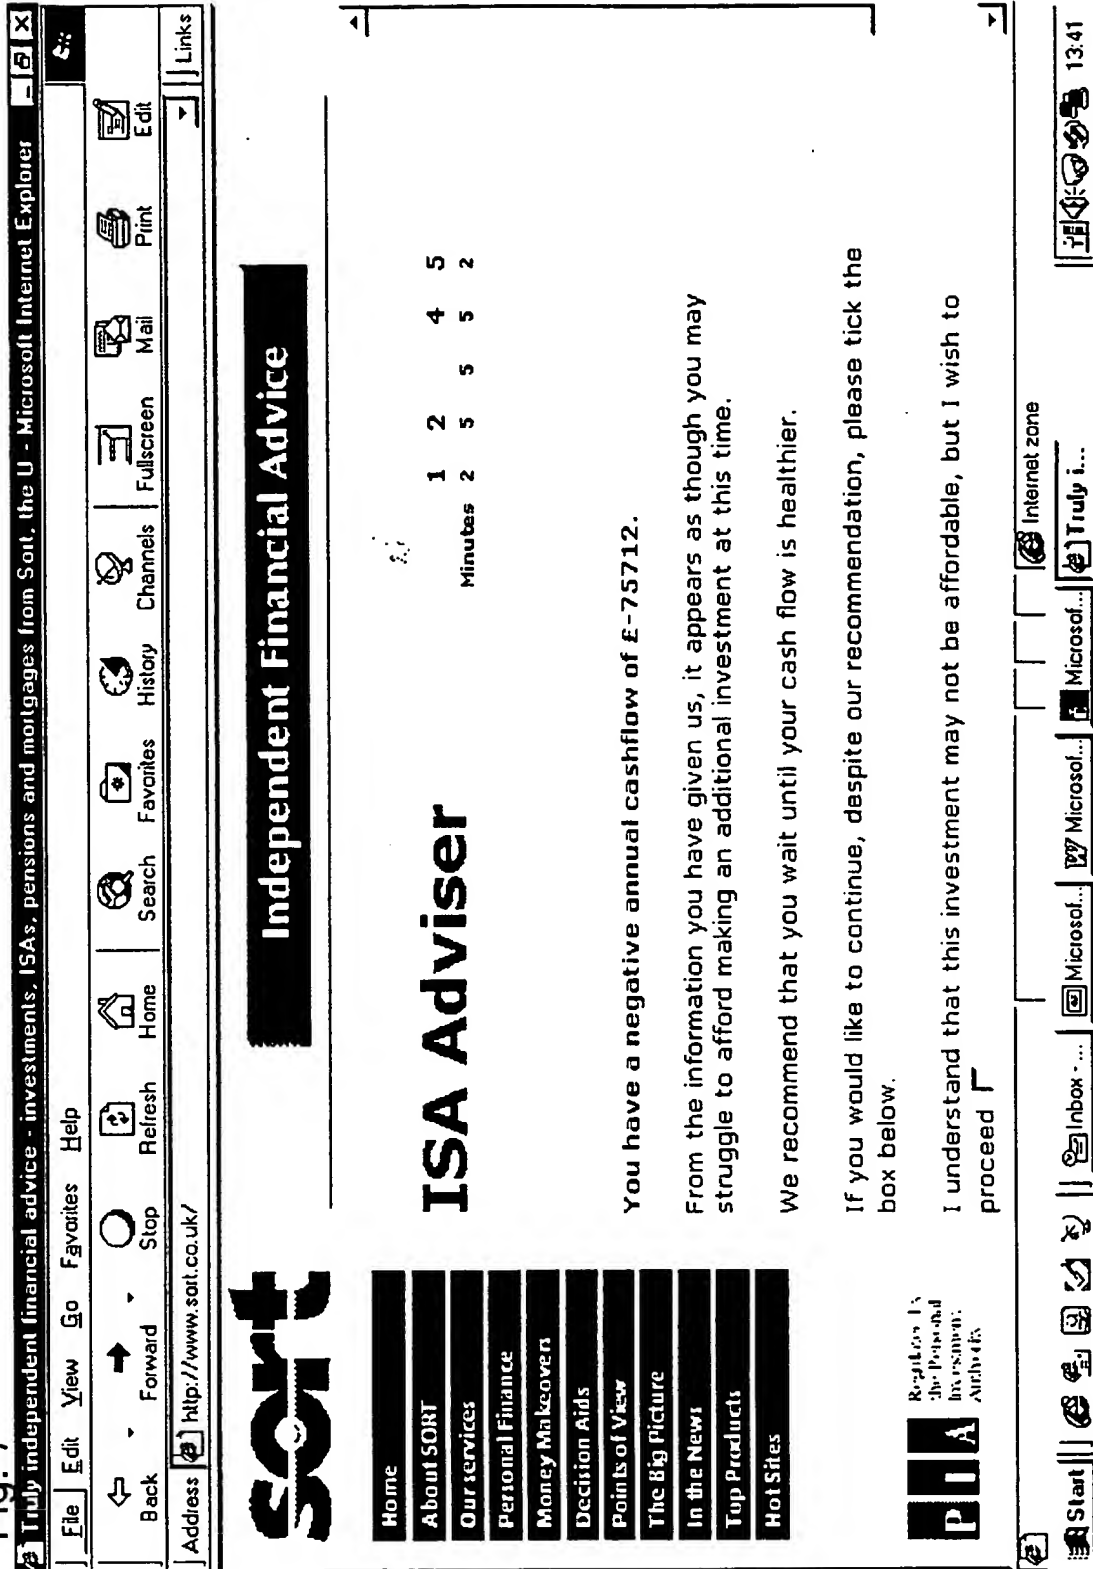 Fig. 7
Truly independent financial advice - investments, ISAs, pensions and mortgages from Sort, the U - Microsoft Internet Explorer
File Edit View Go Favorites Help
Back Forward Stop Refresh Home Search Favorites History Channels Fullscreen Mail Print Edit
Address http://www.sort.co.uk/ Links
sort
Independent Financial Advice
Home
About SORT
Our services
Personal Finance
Money Makeovers
Decision Aids
Points of View
The Big Picture
In the News
Top Products
Hot Sites
PIA
Regulated by
the Personal
Investment
Authority
ISA Adviser
1 2 4 5
Minutes 2 5 5 5 2
You have a negative annual cashflow of £-75712.
From the information you have given us, it appears as though you may
struggle to afford making an additional investment at this time.
We recommend that you wait until your cash flow is healthier.
If you would like to continue, despite our recommendation, please tick the
box below.
I understand that this investment may not be affordable, but I wish to
proceed
Internet zone
Start Inbox - ... Microsof... Microsof... Microsof... Truly i... 13:41